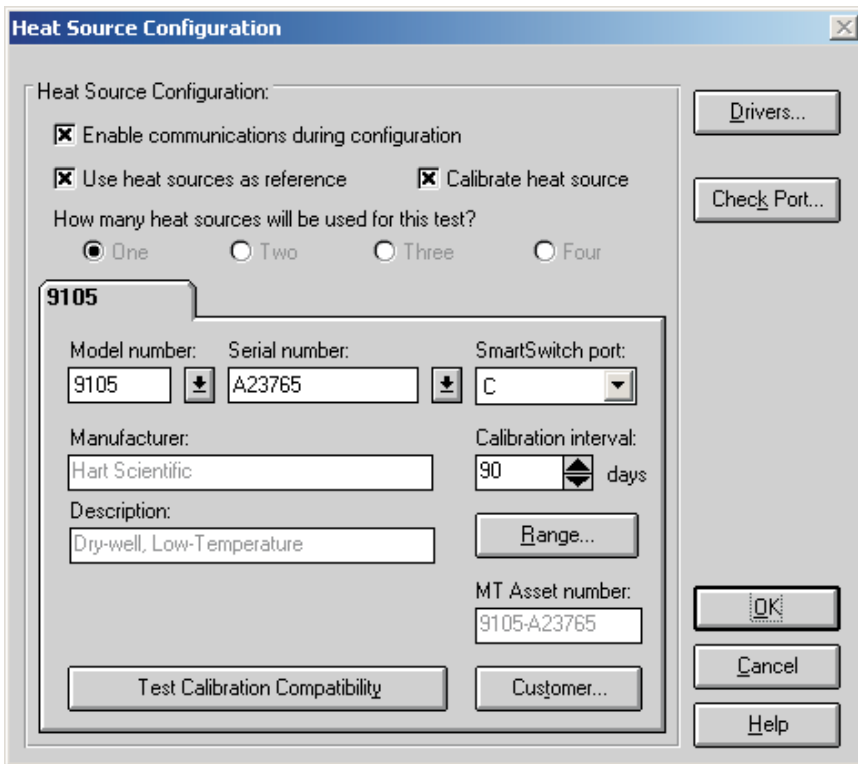 Heat Source Configuration
Heat Source Configuration:
Drivers...
Enable communications during configuration
Use heat sources as reference
Calibrate heat source
Check Port...
How many heat sources will be used for this test?
One
Two
Three
Four
9105
Model number:
Serial number:
SmartSwitch port:
9105
A23765
C
Manufacturer:
Calibration interval:
Hart Scientific
90
days
Description:
Dry-well, Low-Temperature
Range...
MT Asset number:
9105-A23765
OK
Test Calibration Compatibility
Customer...
Cancel
Help